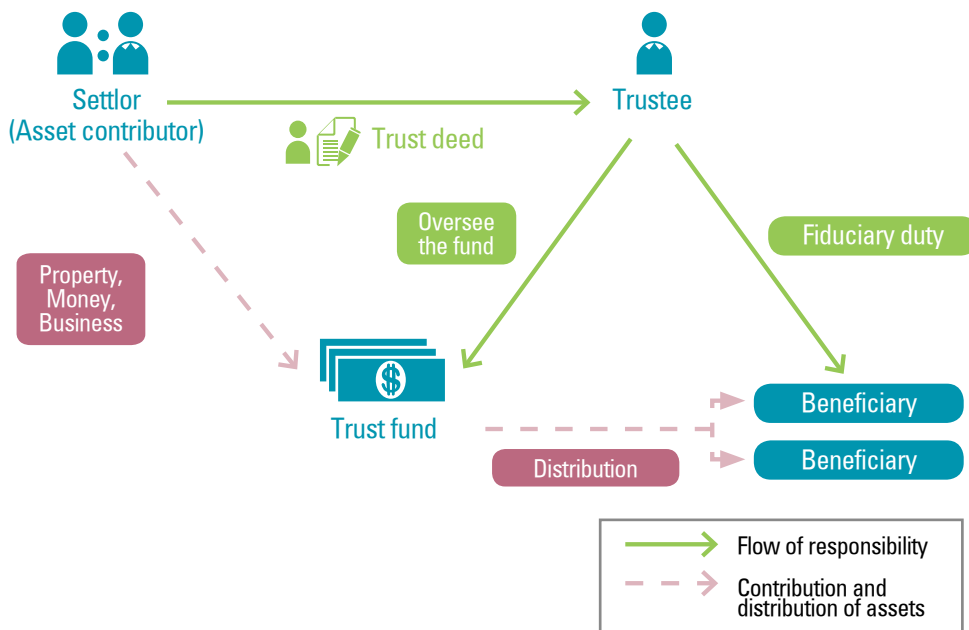 Settlor
(Asset contributor)
Trustee
Trust deed
Oversee
the fund
Fiduciary duty
Property,
Money,
Business
$
Trust fund
Beneficiary
Beneficiary
Distribution
Flow of responsibility
Contribution and
distribution of assets